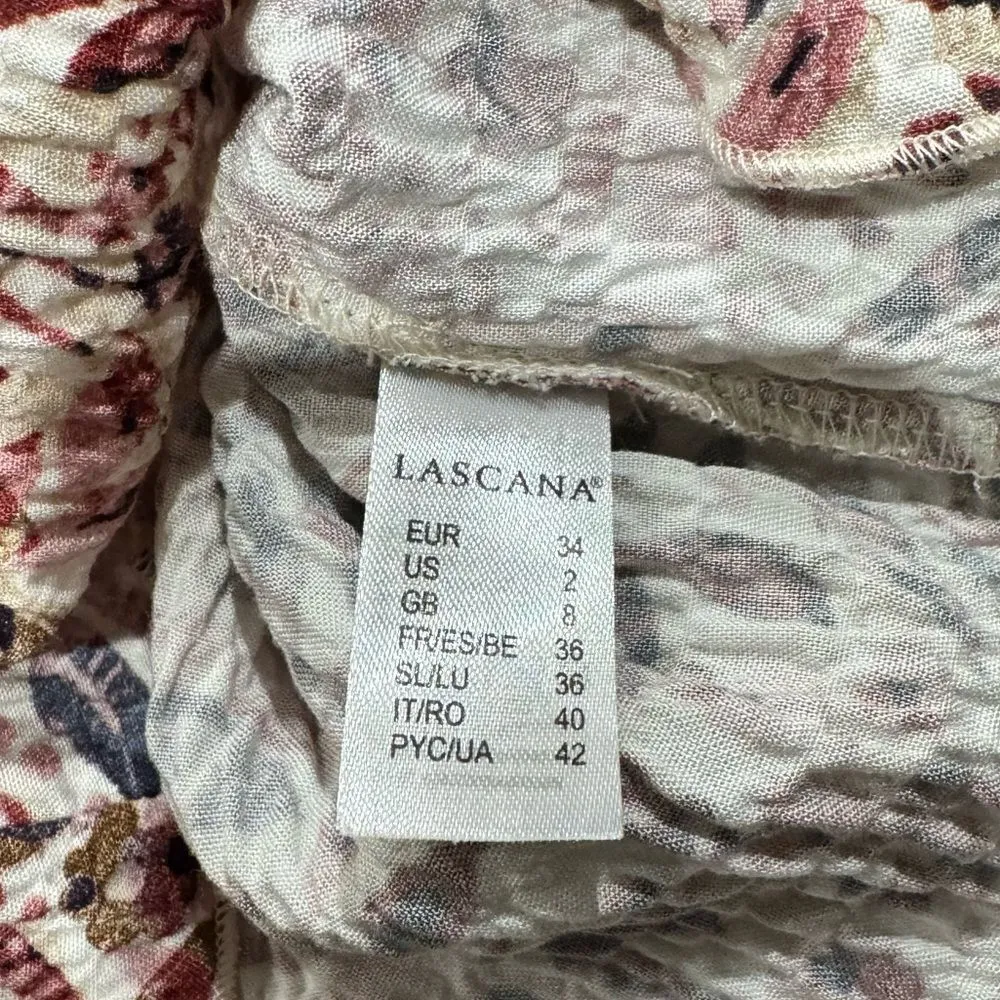 LASCANA®
EUR 34
US 2
GB 8
FR/ES/BE 36
SL/LU 36
IT/RO 40
PYC/UA 42